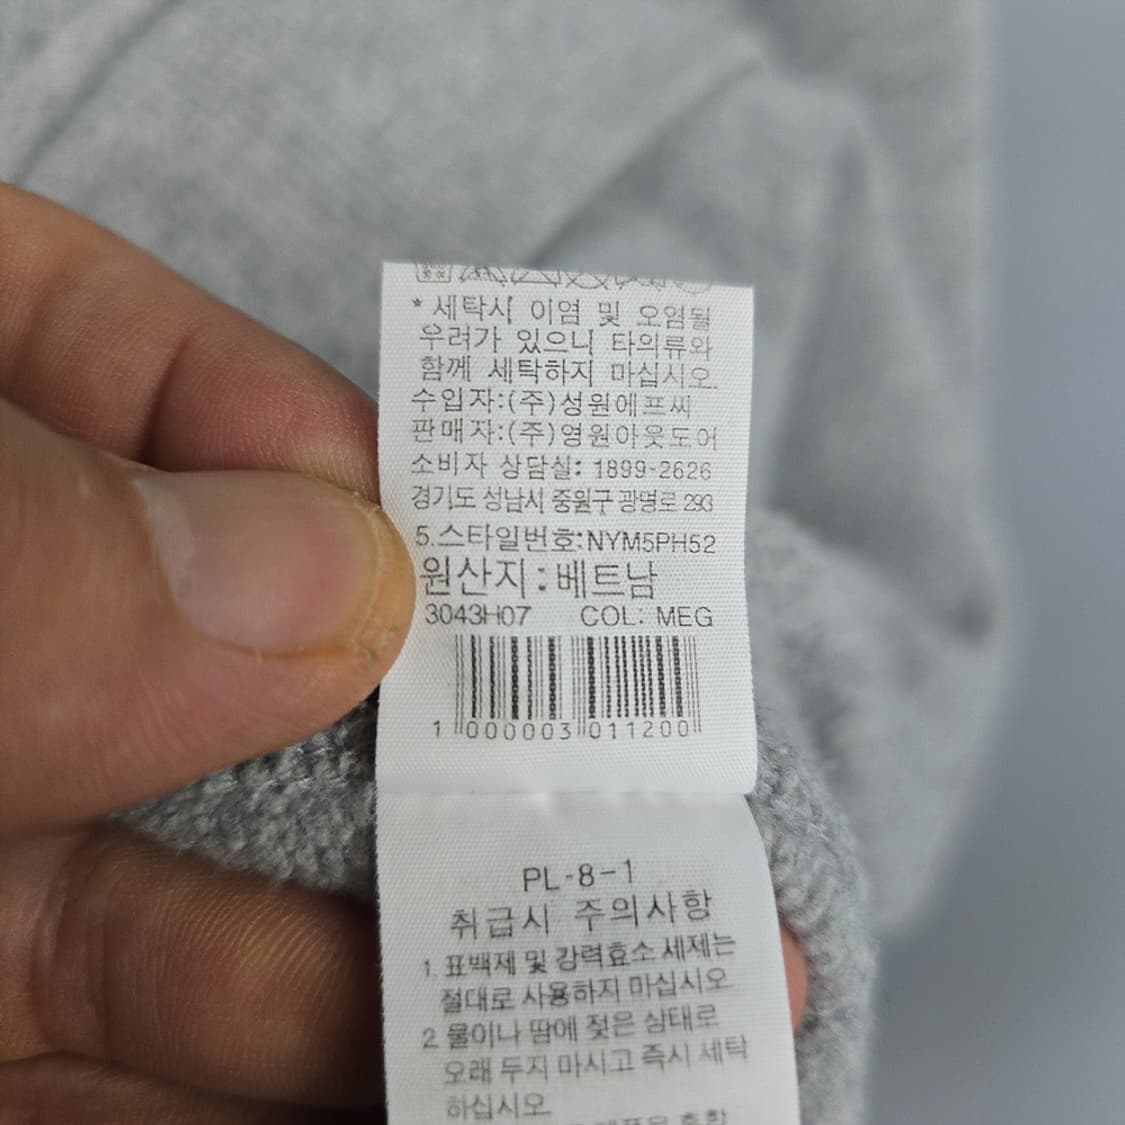 * 세탁시 이염 및 오염될
우려가 있으니 타의류와
함께 세탁하지 마십시오.
수입자:(주)성원에프씨
판매자:(주)영원아웃도어
소비자 상담실: 1899-2626
경기도 성남시 중원구 광명로 293
5.스타일번호:NYM5PH52
원산지:베트남
3043H07 COL: MEG
1 000003 011200
PL-8-1
취급시 주의사항
1. 표백제 및 강력효소 세제는
절대로 사용하지 마십시오
2. 물이나 땀에 젖은 상태로
오래 두지 마시고 즉시 세탁
하십시오